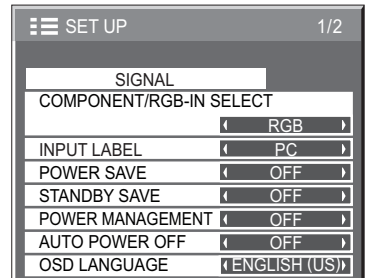 SET UP 1/2
SIGNAL
COMPONENT/RGB-IN SELECT
RGB
INPUT LABEL PC
POWER SAVE OFF
STANDBY SAVE OFF
POWER MANAGEMENT OFF
AUTO POWER OFF OFF
OSD LANGUAGE ENGLISH (US)